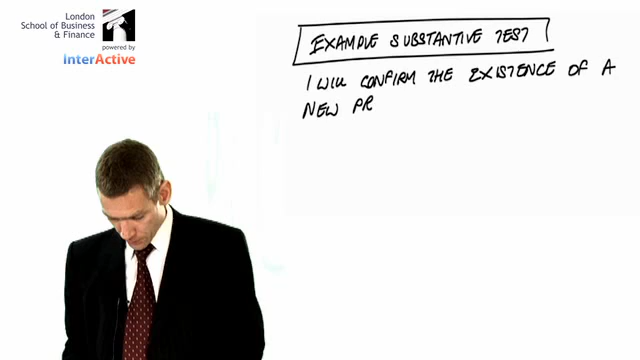 London
School of Business
& Finance
powered by
InterActive
EXAMPLE SUBSTANTIVE TEST
I WILL CONFIRM THE EXISTENCE OF A
NEW PR